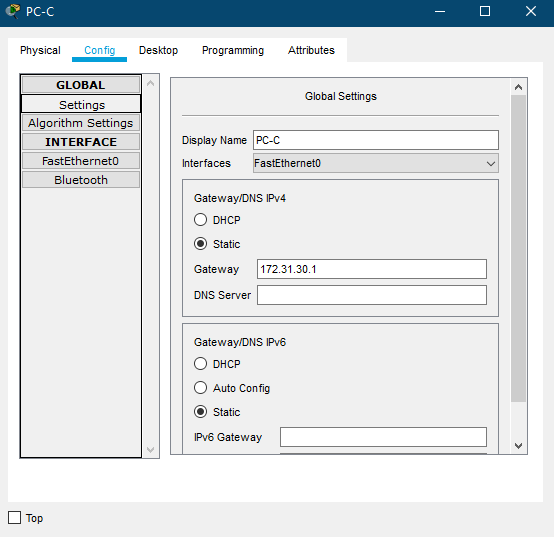 PC-C
Physical Config Desktop Programming Attributes
GLOBAL
Settings
Algorithm Settings
INTERFACE
FastEthernet0
Bluetooth
Global Settings
Display Name PC-C
Interfaces FastEthernet0
Gateway/DNS IPv4
DHCP
Static
Gateway 172.31.30.1
DNS Server
Gateway/DNS IPv6
DHCP
Auto Config
Static
IPv6 Gateway
Top